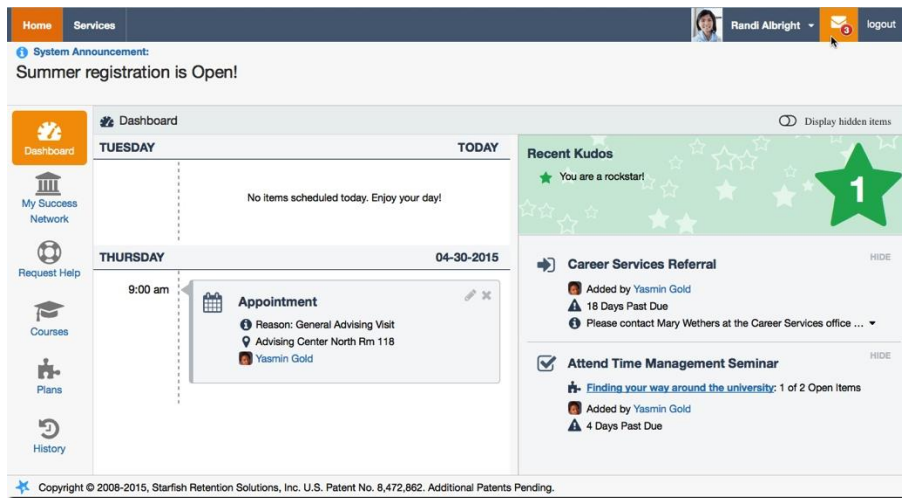 Home Services Randi Albright 3 logout
System Announcement:
Summer registration is Open!
Dashboard
My Success
Network
Request Help
Courses
Plans
History
Dashboard Display hidden items
TUESDAY TODAY
No items scheduled today. Enjoy your day!
THURSDAY 04-30-2015
9:00 am
Appointment
Reason: General Advising Visit
Advising Center North Rm 118
Yasmin Gold
Recent Kudos
You are a rockstar!
1
Career Services Referral HIDE
Added by Yasmin Gold
18 Days Past Due
Please contact Mary Wethers at the Career Services office ...
Attend Time Management Seminar HIDE
Finding your way around the university: 1 of 2 Open Items
Added by Yasmin Gold
4 Days Past Due
Copyright © 2008-2015, Starfish Retention Solutions, Inc. U.S. Patent No. 8,472,862. Additional Patents Pending.